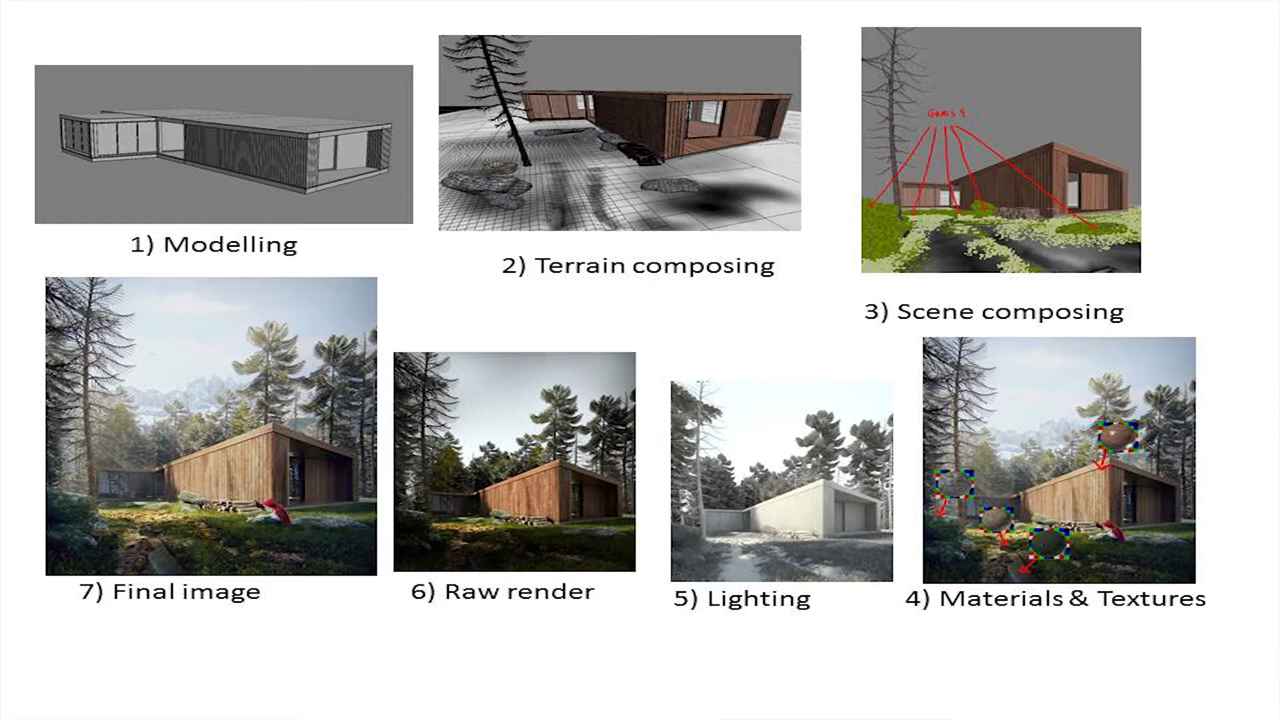 1) Modelling
2) Terrain composing
3) Scene composing
7) Final image
6) Raw render
5) Lighting
4) Materials & Textures